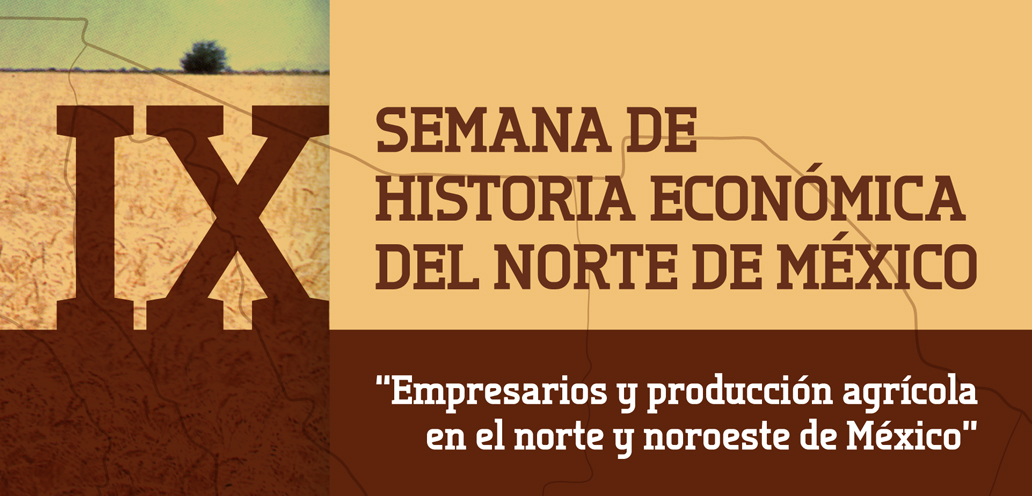 IX
SEMANA DE
HISTORIA ECONÓMICA
DEL NORTE DE MÉXICO
“Empresarios y producción agrícola
en el norte y noroeste de México”